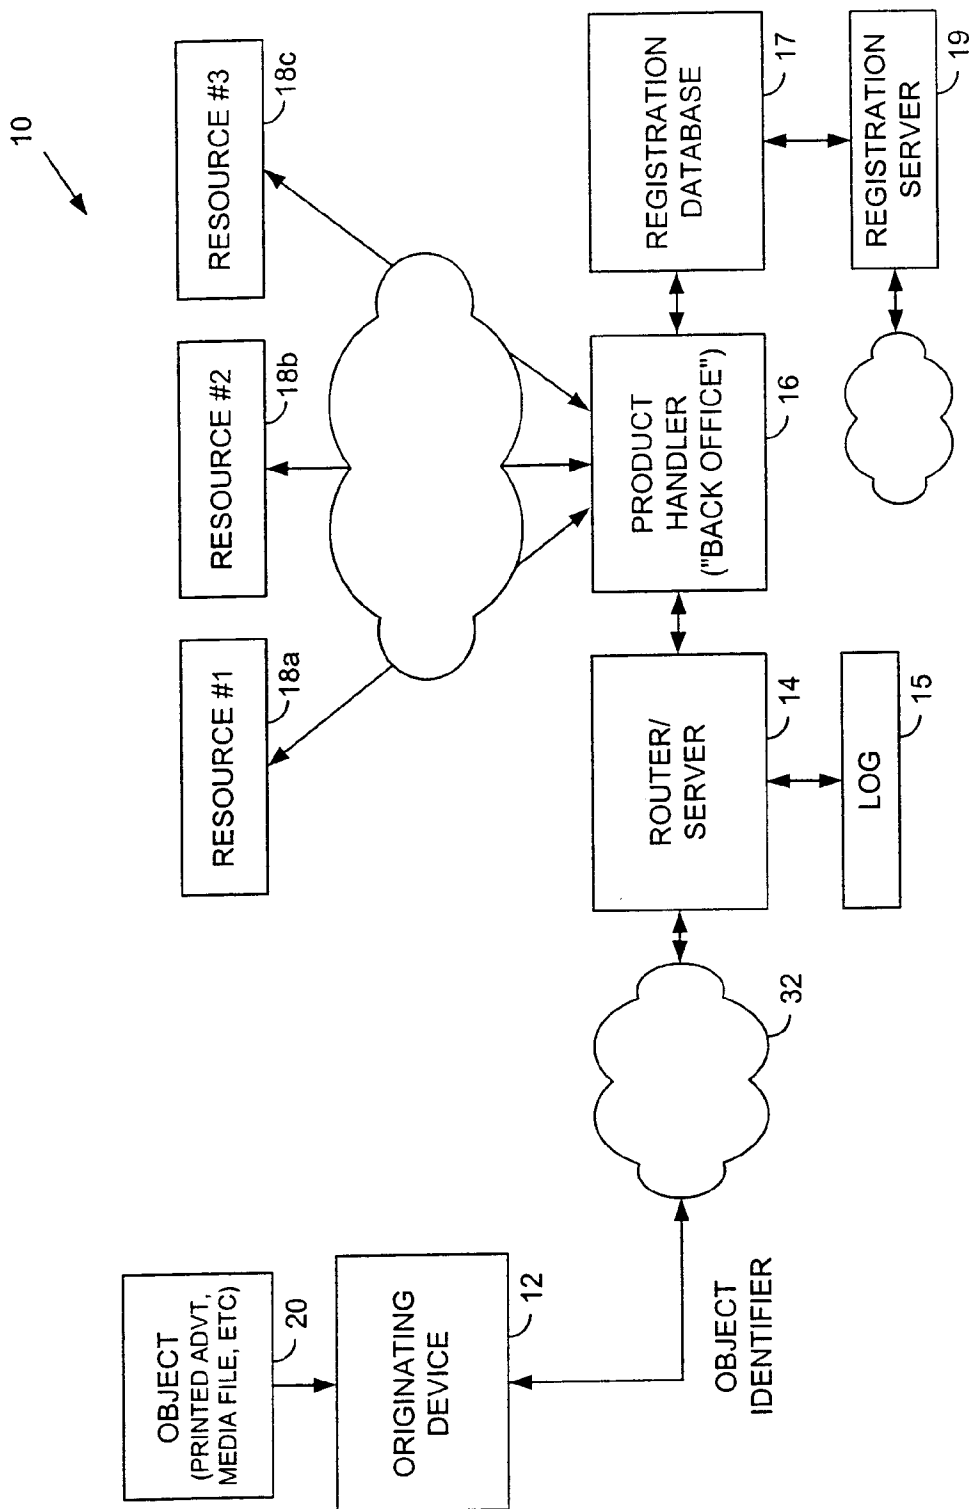 10
RESOURCE #1
18a
RESOURCE #2
18b
RESOURCE #3
18c
OBJECT
(PRINTED ADVT,
MEDIA FILE, ETC)
20
ORIGINATING
DEVICE
12
OBJECT
IDENTIFIER
32
ROUTER/
SERVER
14
LOG
15
PRODUCT
HANDLER
("BACK OFFICE")
16
REGISTRATION
DATABASE
17
REGISTRATION
SERVER
19